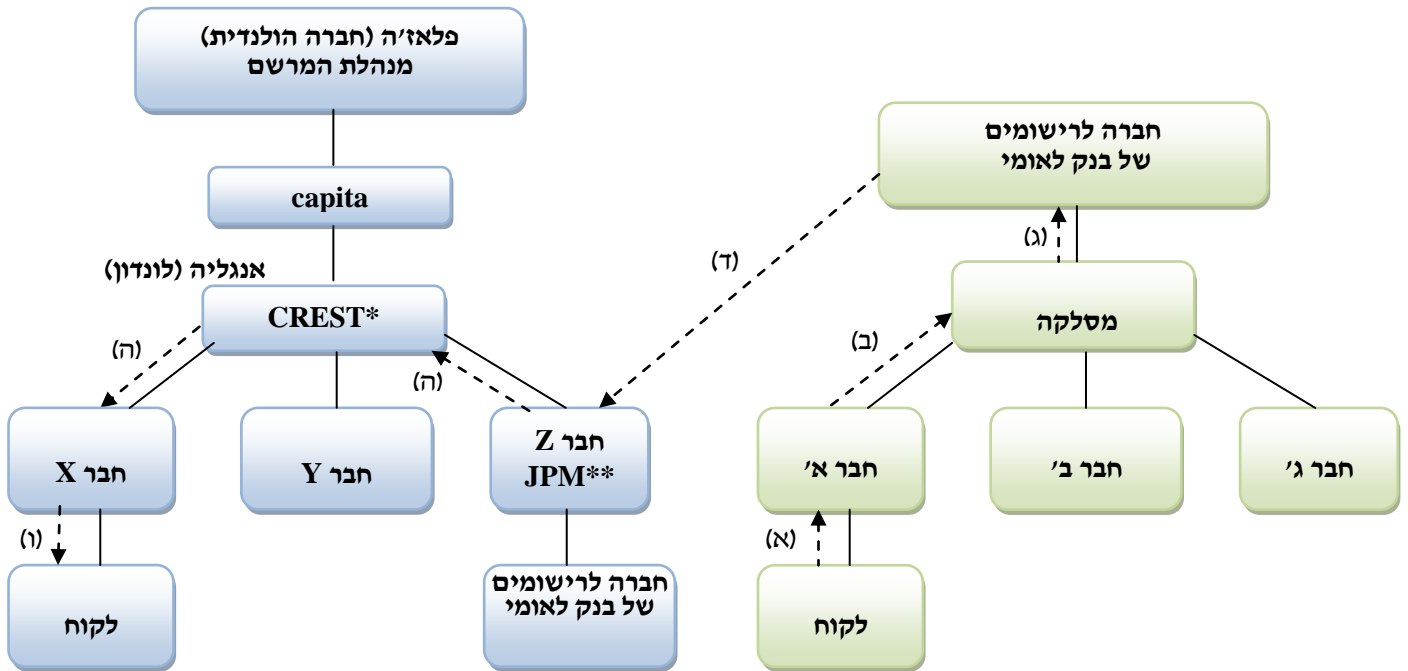 פלאז'ה (חברה הולנדית)
מנהלת המרשם
חברה לרישומים
של בנק לאומי
capita
(ג)
(ד)
אנגליה (לונדון)
CREST*
מסלקה
(ה)
(ה)
(ב)
חבר X
חבר Y
חבר Z
JPM**
חבר א'
חבר ב'
חבר ג'
(ו)
(א)
לקוח
חברה לרישומים
של בנק לאומי
לקוח